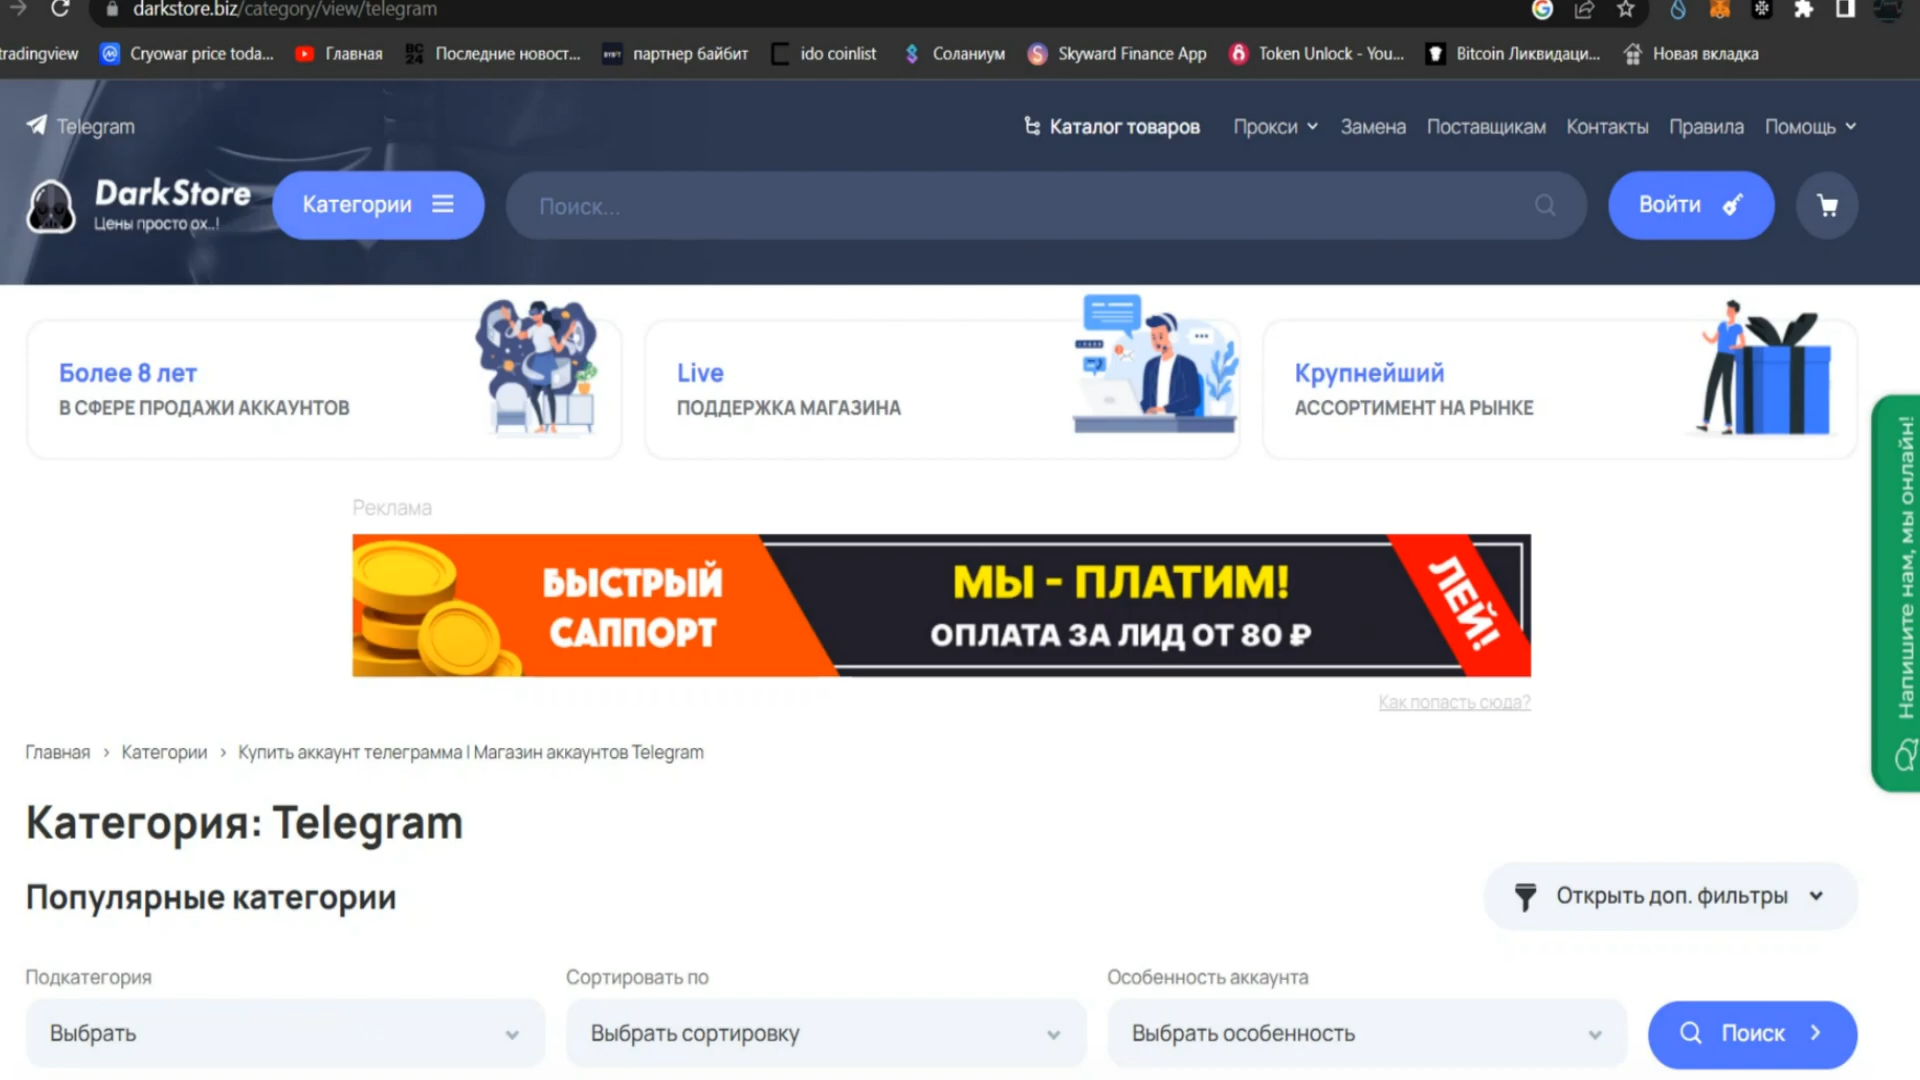 darkstore.biz/category/view/telegram
tradingview
Cryowar price toda...
Главная
BC 24
Последние новост...
партнер байбит
ido coinlist
Соланиум
Skyward Finance App
Token Unlock - You...
Bitcoin Ликвидаци...
Новая вкладка
Telegram
Каталог товаров
Прокси
Замена
Поставщикам
Контакты
Правила
Помощь
DarkStore
Цены просто ох..!
Категории
Поиск...
Войти
Более 8 лет
В СФЕРЕ ПРОДАЖИ АККАУНТОВ
Live
ПОДДЕРЖКА МАГАЗИНА
Крупнейший
АССОРТИМЕНТ НА РЫНКЕ
Напишите нам, мы онлайн!
Реклама
БЫСТРЫЙ
САППОРТ
МЫ - ПЛАТИМ!
ОПЛАТА ЗА ЛИД ОТ 80 ₽
ЛЕЙ!
Как попасть сюда?
Главная > Категории > Купить аккаунт телеграмма | Магазин аккаунтов Telegram
Категория: Telegram
Популярные категории
Открыть доп. фильтры
Подкатегория
Сортировать по
Особенность аккаунта
Выбрать
Выбрать сортировку
Выбрать особенность
Поиск